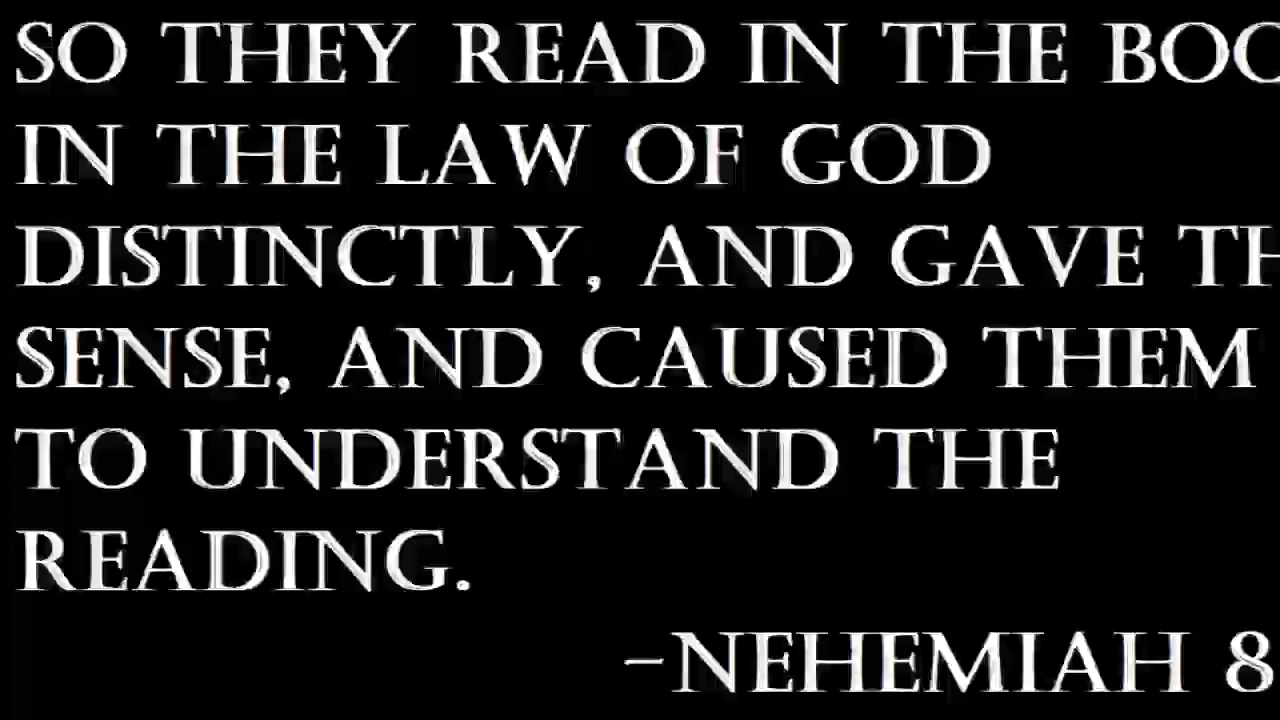 SO THEY READ IN THE BOO
IN THE LAW OF GOD
DISTINCTLY, AND GAVE TH
SENSE, AND CAUSED THEM
TO UNDERSTAND THE
READING.
-NEHEMIAH 8